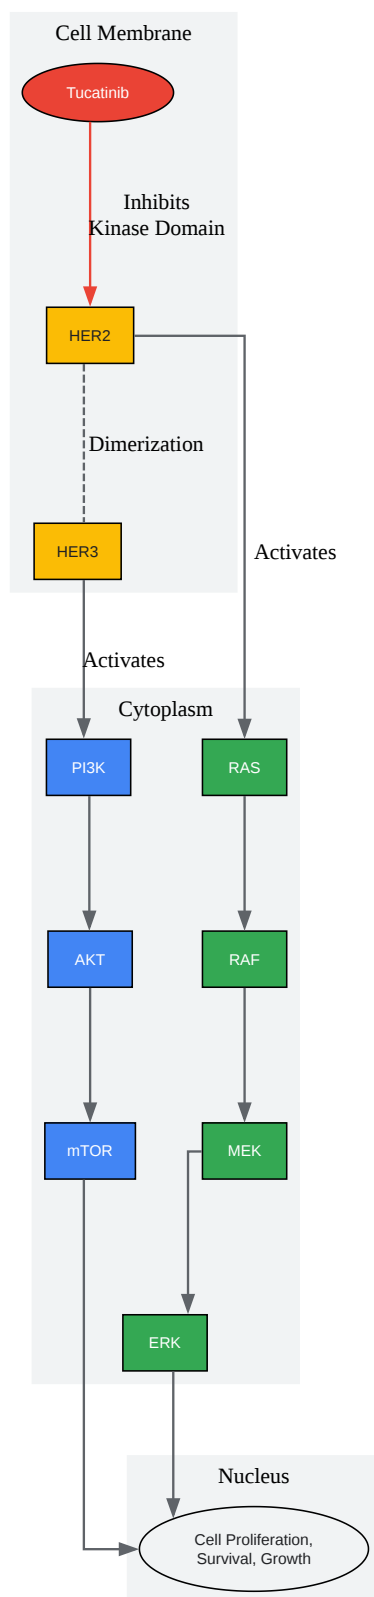 Cell Membrane
Tucatinib
Inhibits
Kinase Domain
HER2
Dimerization
HER3
Activates
Activates
Cytoplasm
PI3K
RAS
AKT
RAF
mTOR
MEK
ERK
Nucleus
Cell Proliferation,
Survival, Growth